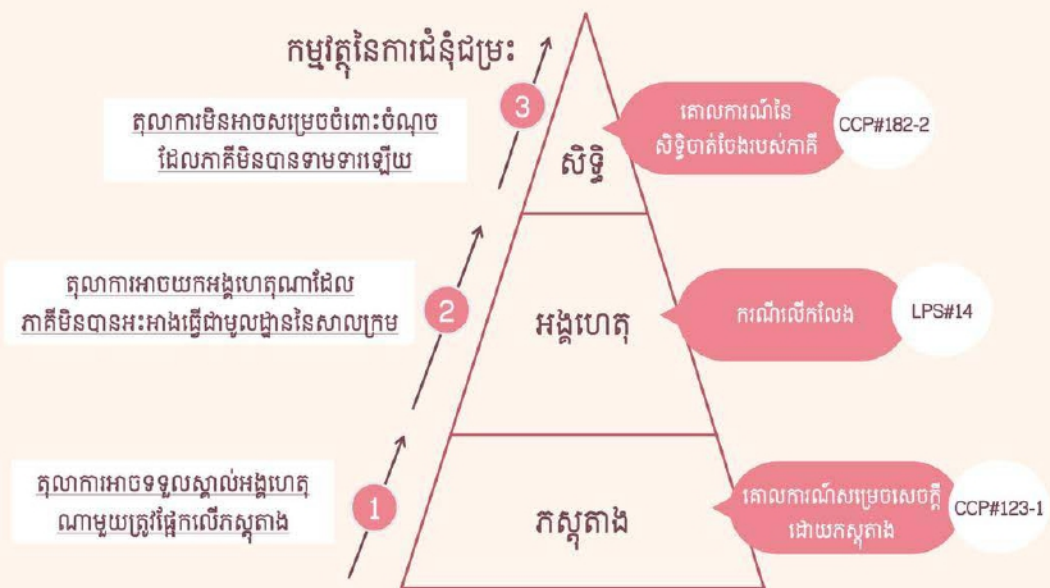 កម្មវត្ថុនៃការជំនុំជម្រះ
3
តុលាការមិនអាចសម្រេចចំពោះចំណុច
ដែលភាគីមិនបានទាមទារឡើយ
សិទ្ធិ
គោលការណ៍នៃ
សិទ្ធិចាត់ចែងរបស់ភាគី
CCP#182-2
តុលាការអាចយកអង្គហេតុណាដែល
ភាគីមិនបានអះអាងធ្វើជាមូលដ្ឋាននៃសាលក្រម
2
អង្គហេតុ
ករណីលើកលែង
LPS#14
តុលាការអាចទទួលស្គាល់អង្គហេតុ
ណាមួយត្រូវផ្អែកលើភស្តុតាង
1
ភស្តុតាង
គោលការណ៍សម្រេចសេចក្តី
ដោយភស្តុតាង
CCP#123-1